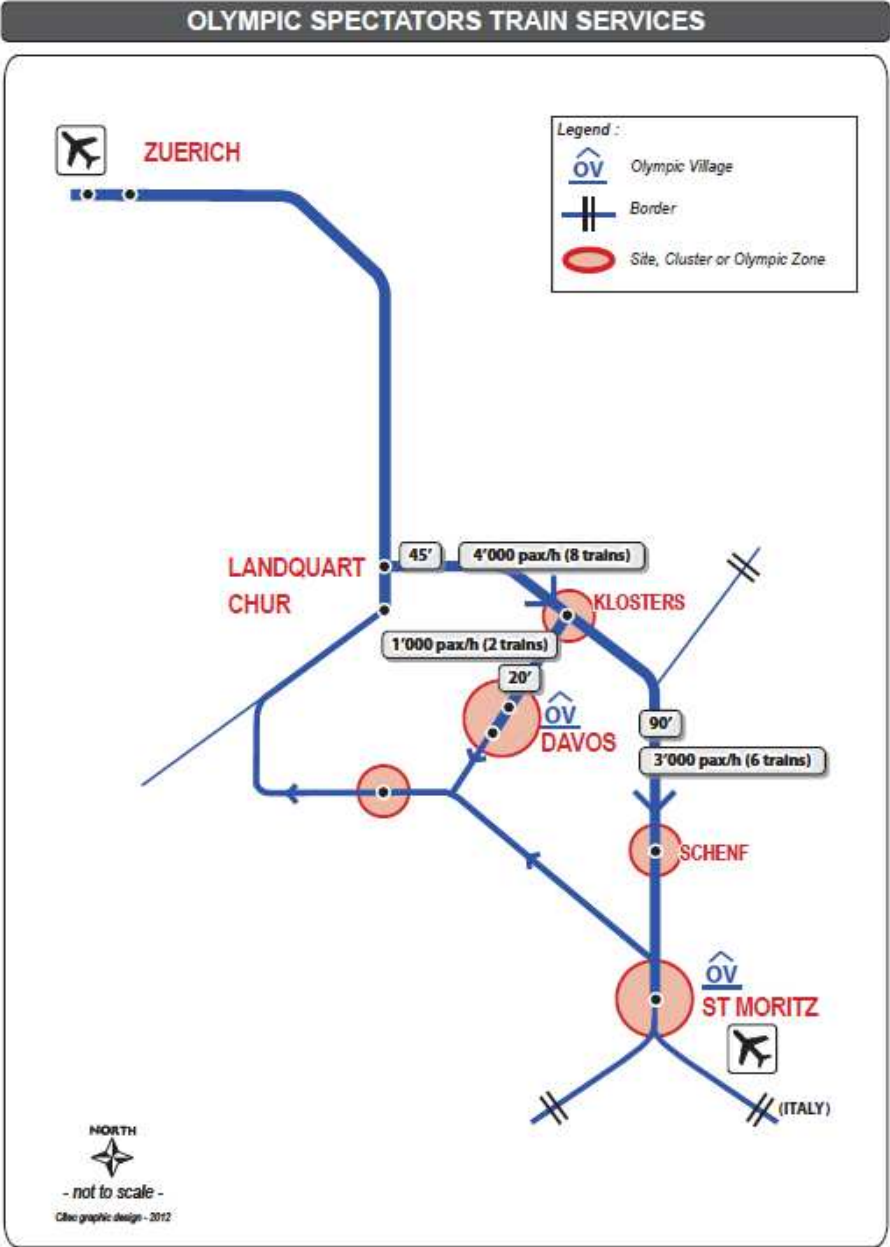 OLYMPIC SPECTATORS TRAIN SERVICES
ZUERICH
Legend :
OV
Olympic Village
Border
Site, Cluster or Olympic Zone
LANDQUART
CHUR
45'
4'000 pax/h (8 trains)
KLOSTERS
1'000 pax/h (2 trains)
20'
OV
DAVOS
90'
3'000 pax/h (6 trains)
SCHENF
OV
ST MORITZ
(ITALY)
NORTH
- not to scale -
Citec graphic design - 2012